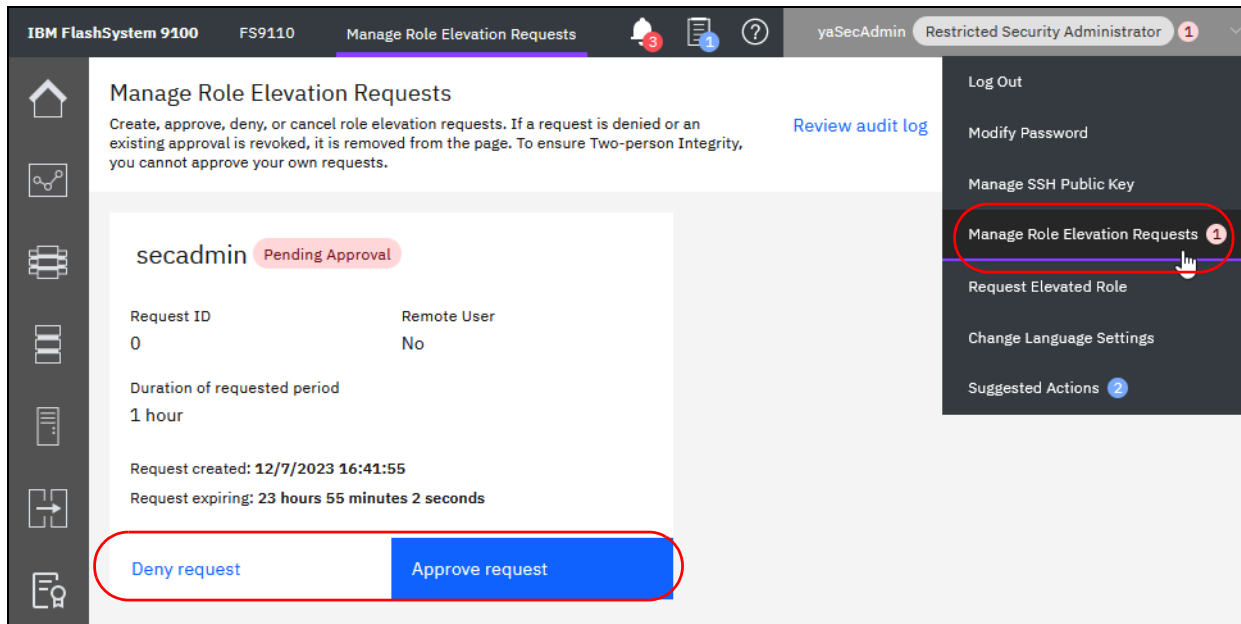 IBM FlashSystem 9100 FS9110 Manage Role Elevation Requests 3 1 ? yaSecAdmin Restricted Security Administrator 1
Manage Role Elevation Requests
Create, approve, deny, or cancel role elevation requests. If a request is denied or an
existing approval is revoked, it is removed from the page. To ensure Two-person Integrity,
you cannot approve your own requests.
Review audit log
secadmin Pending Approval
Request ID Remote User
0 No
Duration of requested period
1 hour
Request created: 12/7/2023 16:41:55
Request expiring: 23 hours 55 minutes 2 seconds
Deny request Approve request
Log Out
Modify Password
Manage SSH Public Key
Manage Role Elevation Requests 1
Request Elevated Role
Change Language Settings
Suggested Actions 2